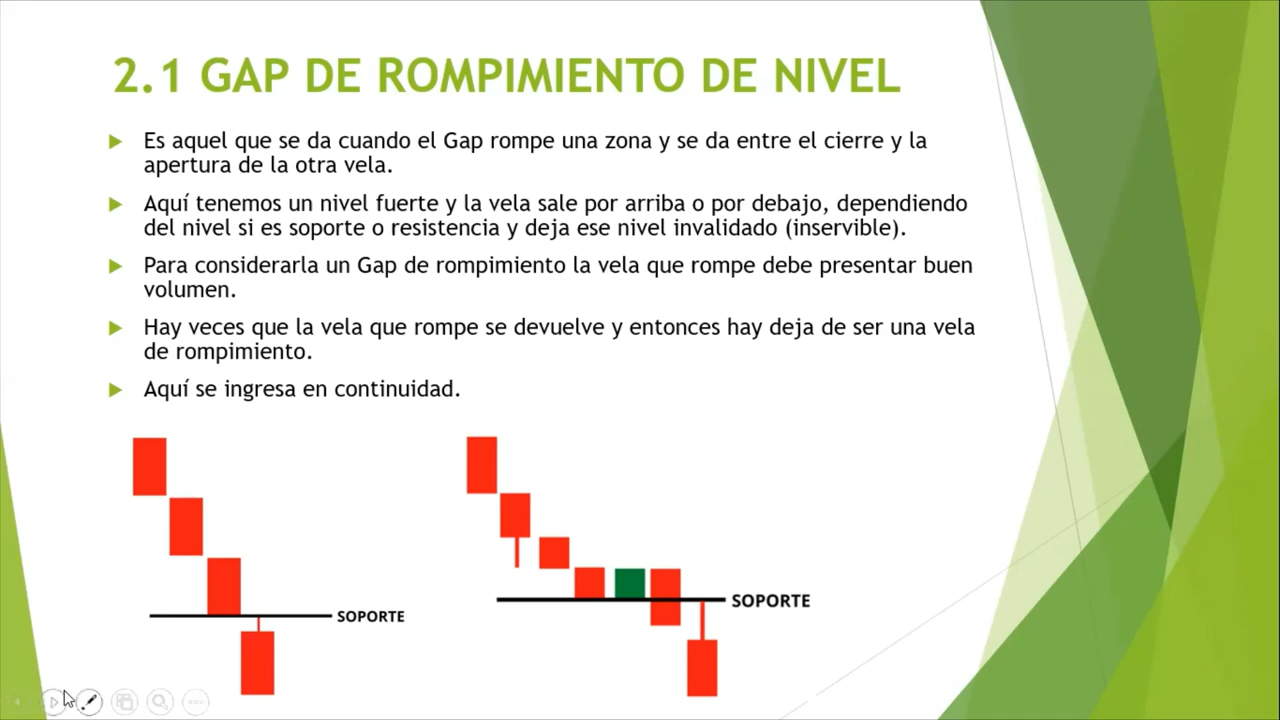 2.1 GAP DE ROMPIMIENTO DE NIVEL
Es aquel que se da cuando el Gap rompe una zona y se da entre el cierre y la
apertura de la otra vela.
Aquí tenemos un nivel fuerte y la vela sale por arriba o por debajo, dependiendo
del nivel si es soporte o resistencia y deja ese nivel invalidado (inservible).
Para considerarla un Gap de rompimiento la vela que rompe debe presentar buen
volumen.
Hay veces que la vela que rompe se devuelve y entonces hay deja de ser una vela
de rompimiento.
Aquí se ingresa en continuidad.
SOPORTE
SOPORTE